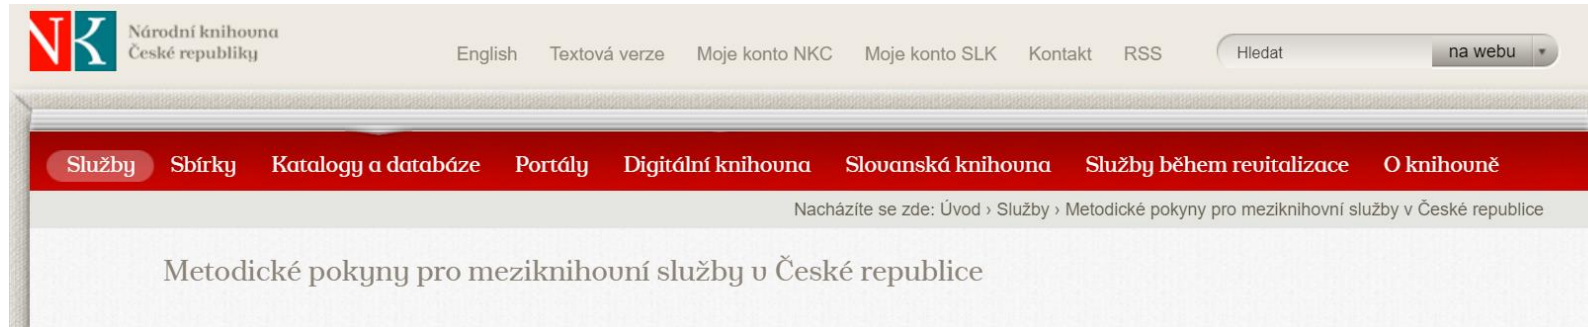 NK
Národní knihovna
České republiky
English Textová verze Moje konto NKC Moje konto SLK Kontakt RSS Hledat na webu
Služby Sbírky Katalogy a databáze Portály Digitální knihovna Slovanská knihovna Služby během revitalizace O knihovně
Nacházíte se zde: Úvod › Služby › Metodické pokyny pro meziknihovní služby v České republice
Metodické pokyny pro meziknihovní služby v České republice